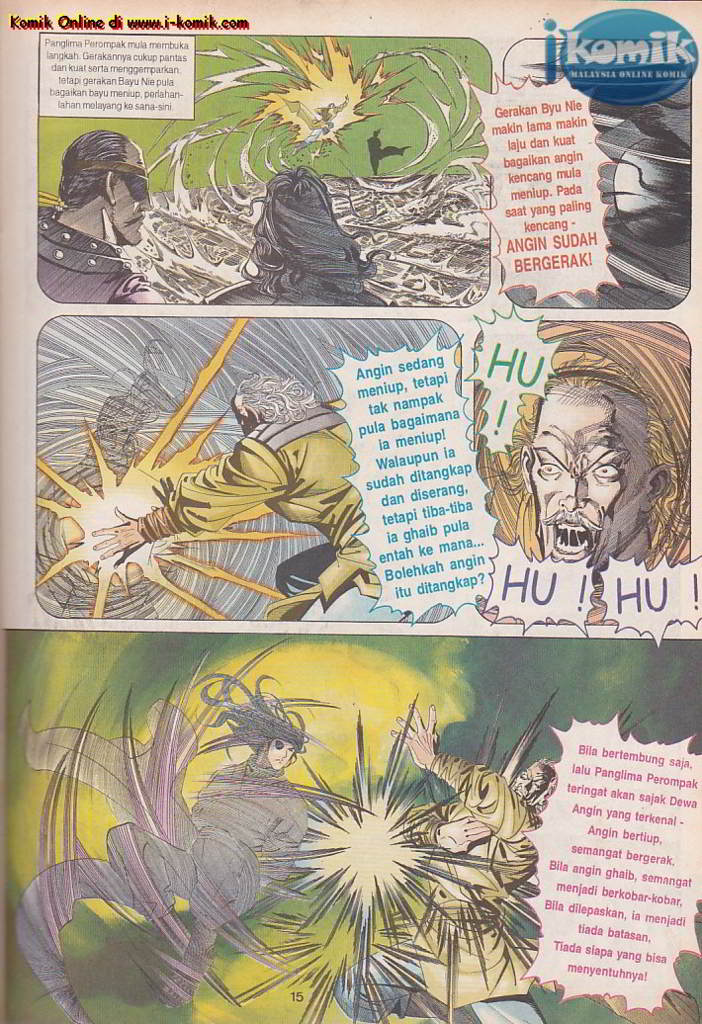 Komik Online di www.i-komik.com
ikomik
MALAYSIA ONLINE KOMIK
Panglima Perompak mula membuka
langkah. Gerakannya cukup pantas
dan kuat serta menggemparkan,
tetapi gerakan Bayu Nie pula
bagaikan bayu meniup, perlahan-
lahan melayang ke sana-sini.
Gerakan Byu Nie
makin lama makin
laju dan kuat
bagaikan angin
kencang mula
meniup. Pada
saat yang paling
kencang -
ANGIN SUDAH
BERGERAK!
Angin sedang
meniup, tetapi
tak nampak
pula bagaimana
ia meniup!
Walaupun ia
sudah ditangkap
dan diserang,
tetapi tiba-tiba
ia ghaib pula
entah ke mana...
Bolehkah angin
itu ditangkap?
HU
!
HU !
HU !
Bila bertembung saja,
lalu Panglima Perompak
teringat akan sajak Dewa
Angin yang terkenal -
Angin bertiup,
semangat bergerak,
Bila angin ghaib, semangat
menjadi berkobar-kobar,
Bila dilepaskan, ia menjadi
tiada batasan,
Tiada siapa yang bisa
menyentuhnya!
15